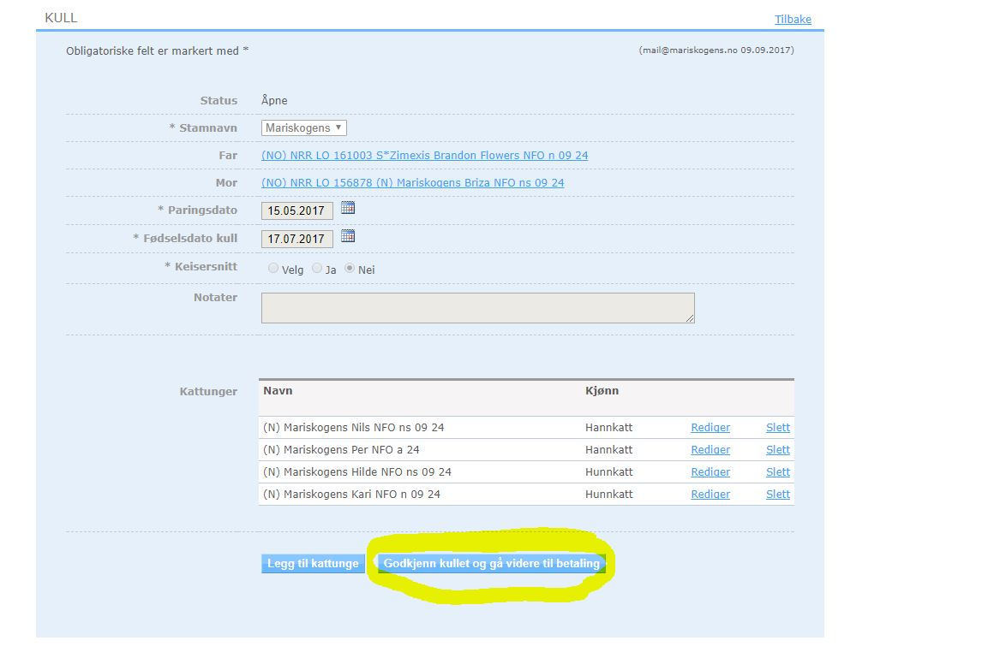 KULL Tilbake
Obligatoriske felt er markert med * (mail@mariskogens.no 09.09.2017)
Status Åpne
* Stamnavn Mariskogens
Far (NO) NRR LO 161003 S*Zimexis Brandon Flowers NFO n 09 24
Mor (NO) NRR LO 156878 (N) Mariskogens Briza NFO ns 09 24
* Paringsdato 15.05.2017
* Fødselsdato kull 17.07.2017
* Keisersnitt Velg Ja Nei
Notater
Kattunger Navn Kjønn
(N) Mariskogens Nils NFO ns 09 24 Hannkatt Rediger Slett
(N) Mariskogens Per NFO a 24 Hannkatt Rediger Slett
(N) Mariskogens Hilde NFO ns 09 24 Hunnkatt Rediger Slett
(N) Mariskogens Kari NFO n 09 24 Hunnkatt Rediger Slett
Legg til kattunge Godkjenn kullet og gå videre til betaling